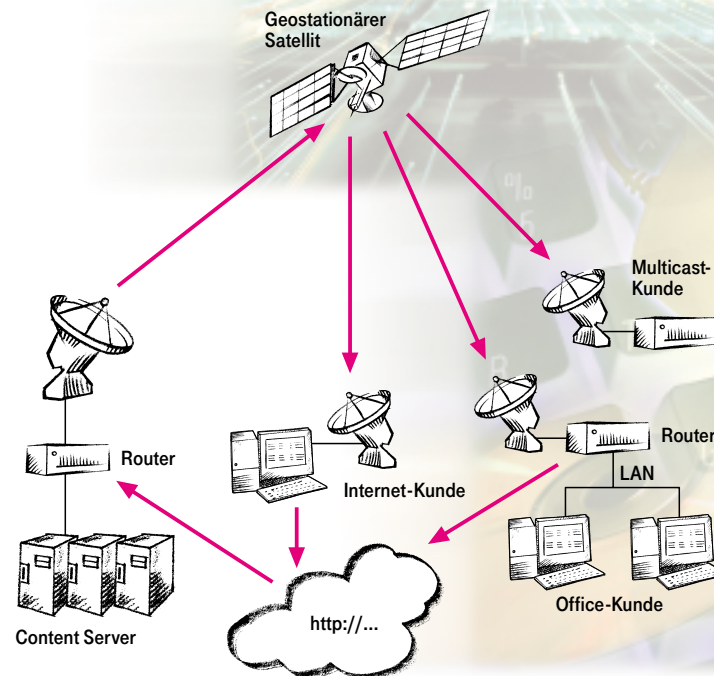 Geostationärer
Satellit
Multicast-
Kunde
Router
Internet-Kunde
Router
LAN
Content Server
http://...
Office-Kunde